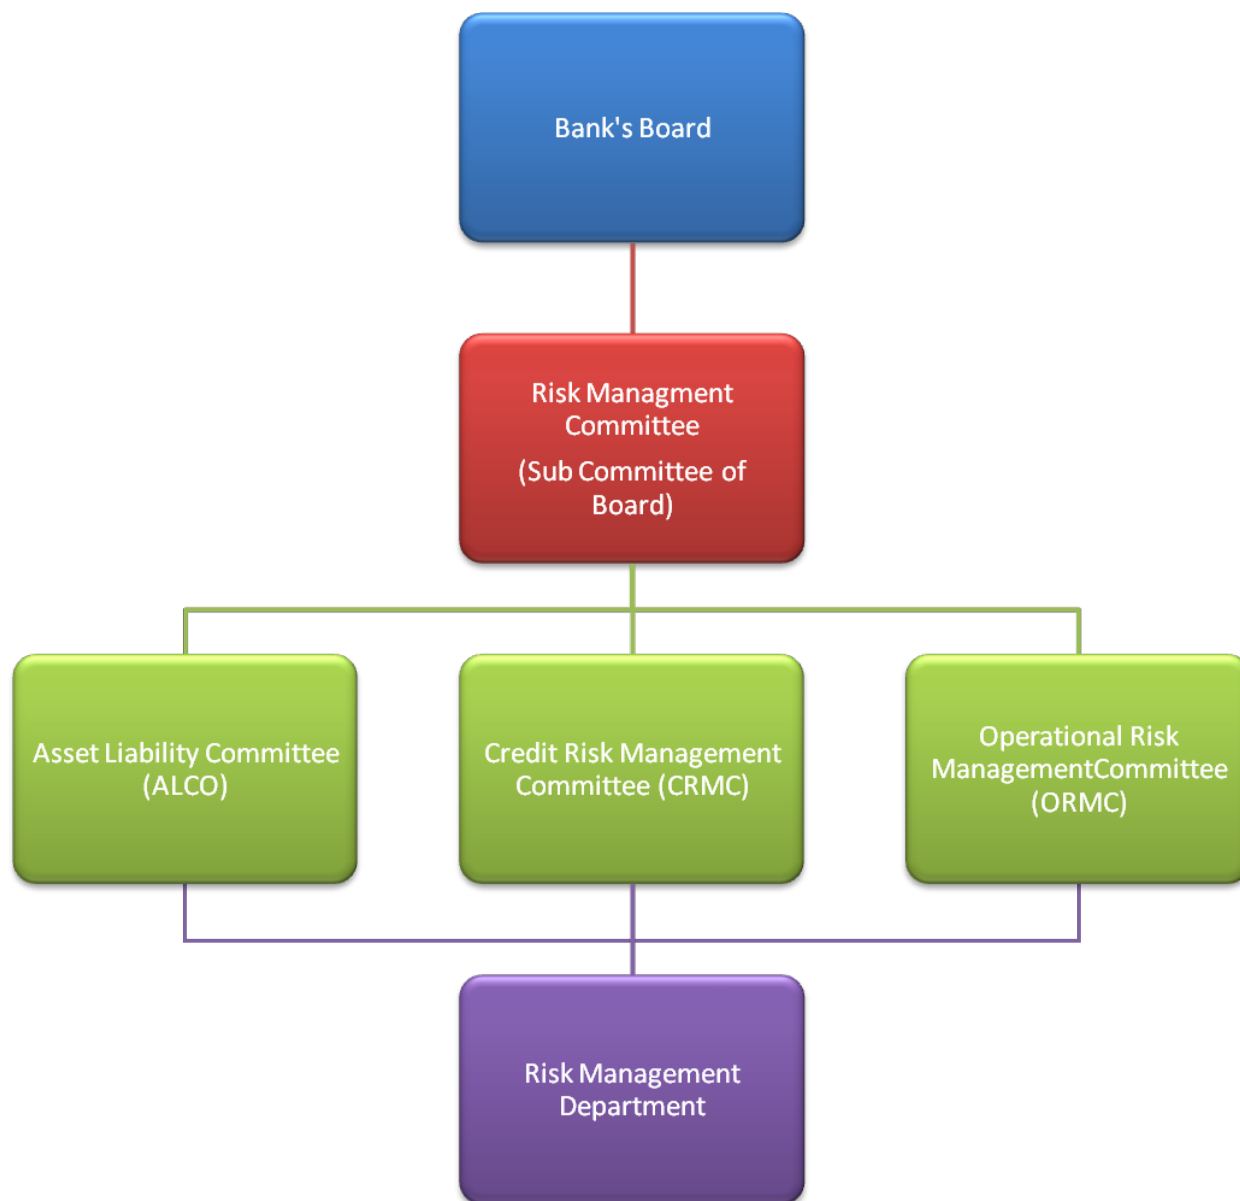 Bank's Board
Risk Managment
Committee
(Sub Committee of
Board)
Asset Liability Committee
(ALCO)
Credit Risk Management
Committee (CRMC)
Operational Risk
ManagementCommittee
(ORMC)
Risk Management
Department